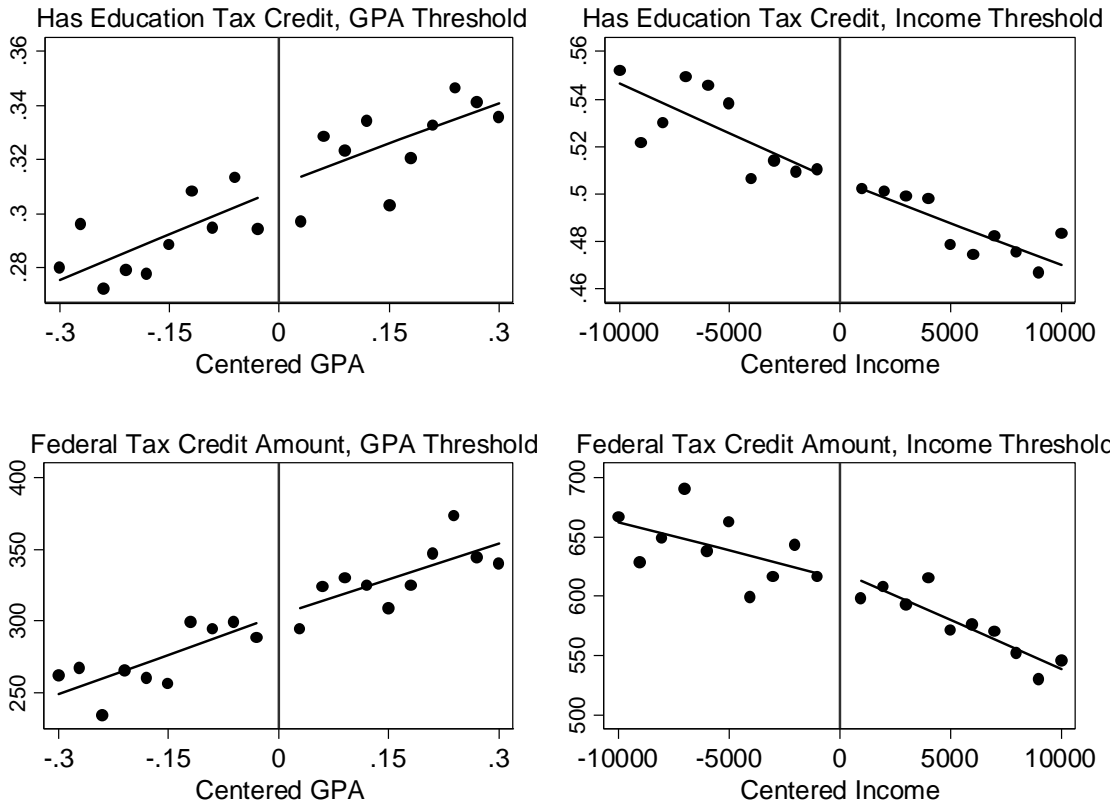 Has Education Tax Credit, GPA Threshold
.36
.34
.32
.3
.28
-.3 -.15 0 .15 .3
Centered GPA
Has Education Tax Credit, Income Threshold
.56
.54
.52
.5
.48
.46
-10000 -5000 0 5000 10000
Centered Income
Federal Tax Credit Amount, GPA Threshold
400
350
300
250
-.3 -.15 0 .15 .3
Centered GPA
Federal Tax Credit Amount, Income Threshold
700
650
600
550
500
-10000 -5000 0 5000 10000
Centered Income